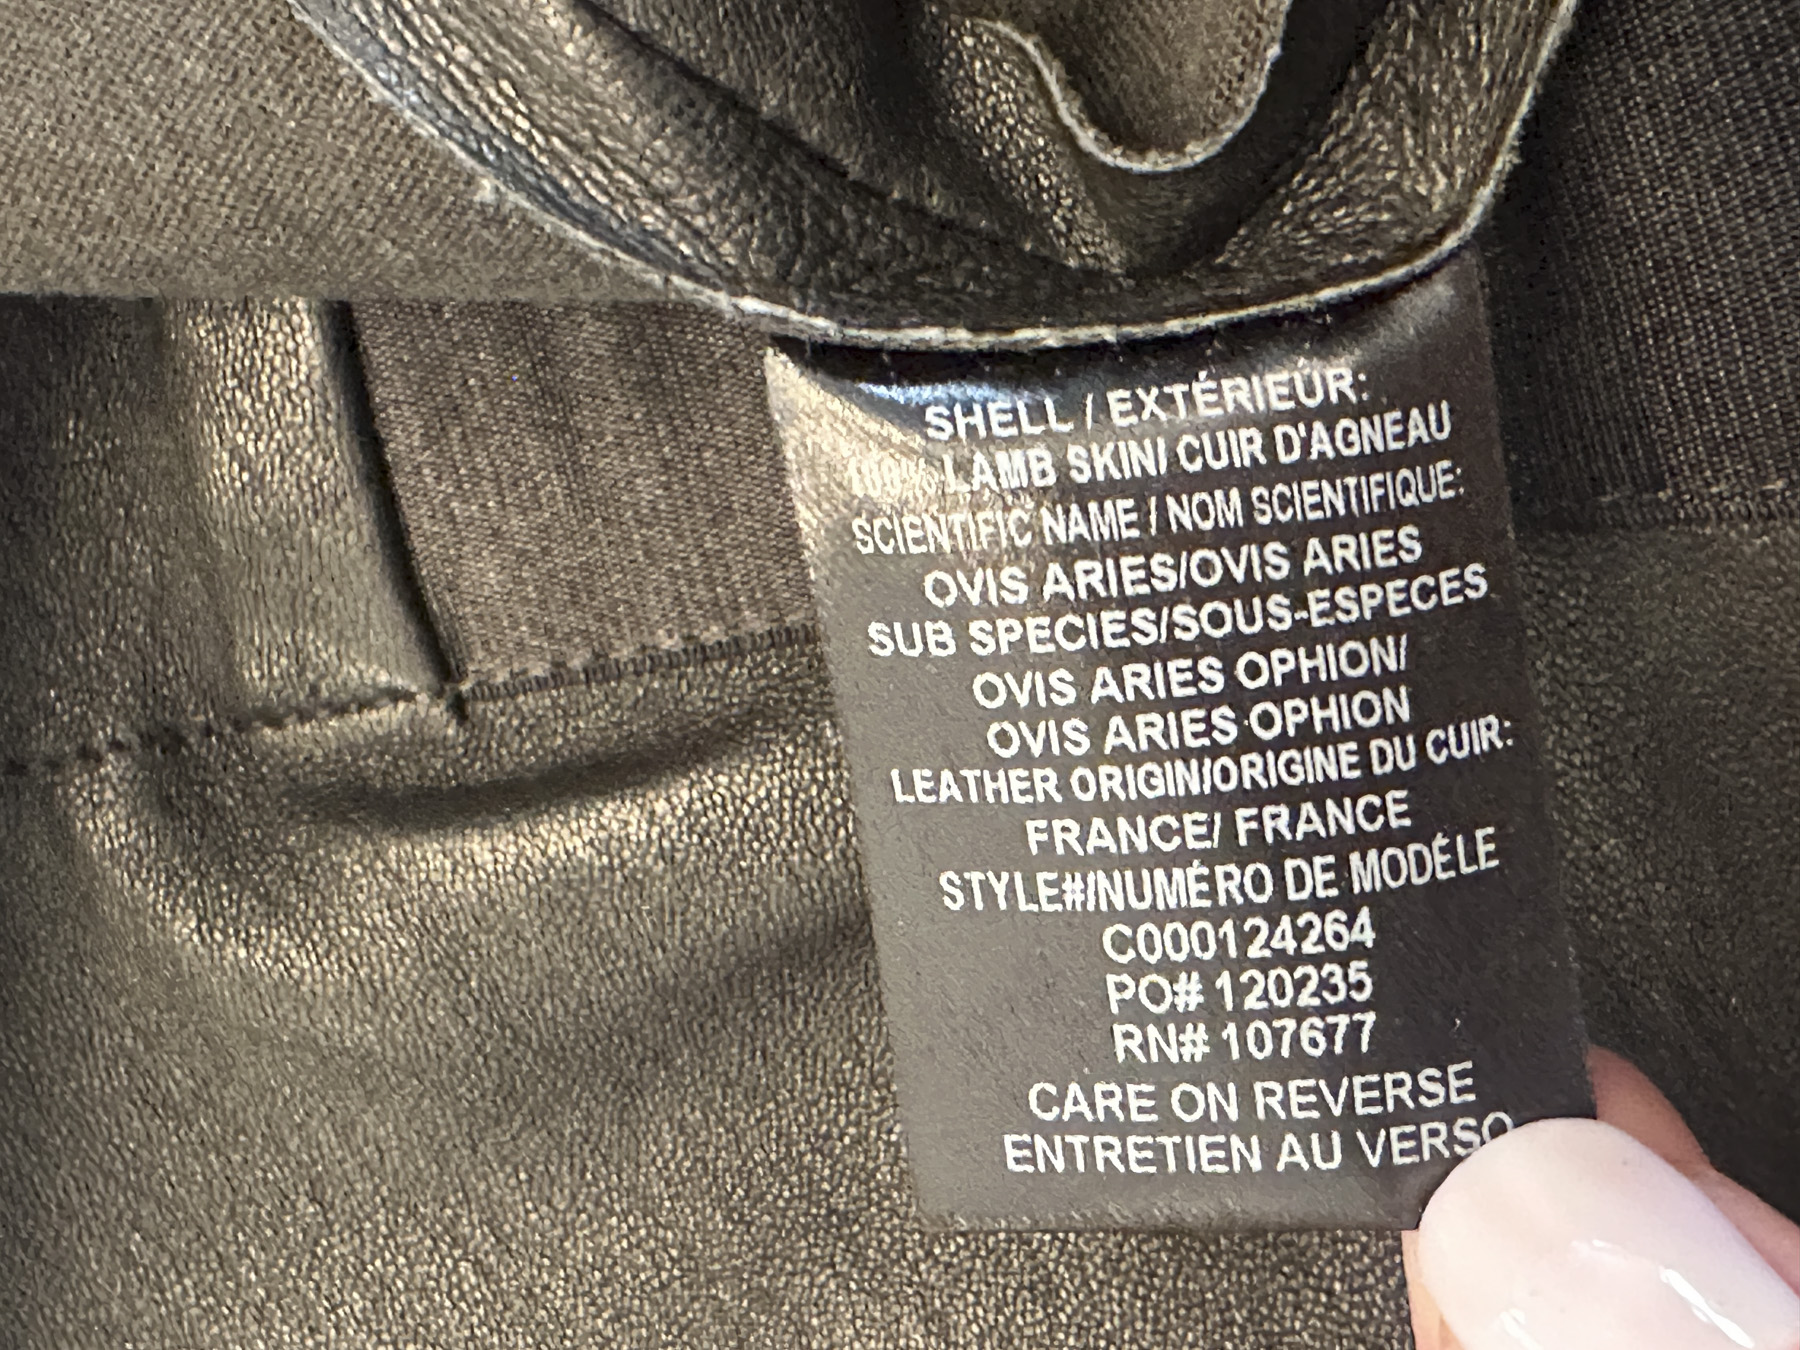 SHELL / EXTÉRIEUR:
100% LAMB SKIN/ CUIR D'AGNEAU
SCIENTIFIC NAME / NOM SCIENTIFIQUE:
OVIS ARIES/OVIS ARIES
SUB SPECIES/SOUS-ESPECES
OVIS ARIES OPHION/
OVIS ARIES OPHION
LEATHER ORIGIN/ORIGINE DU CUIR:
FRANCE/ FRANCE
STYLE#/NUMÉRO DE MODÉLE
C000124264
PO# 120235
RN# 107677
CARE ON REVERSE
ENTRETIEN AU VERSO